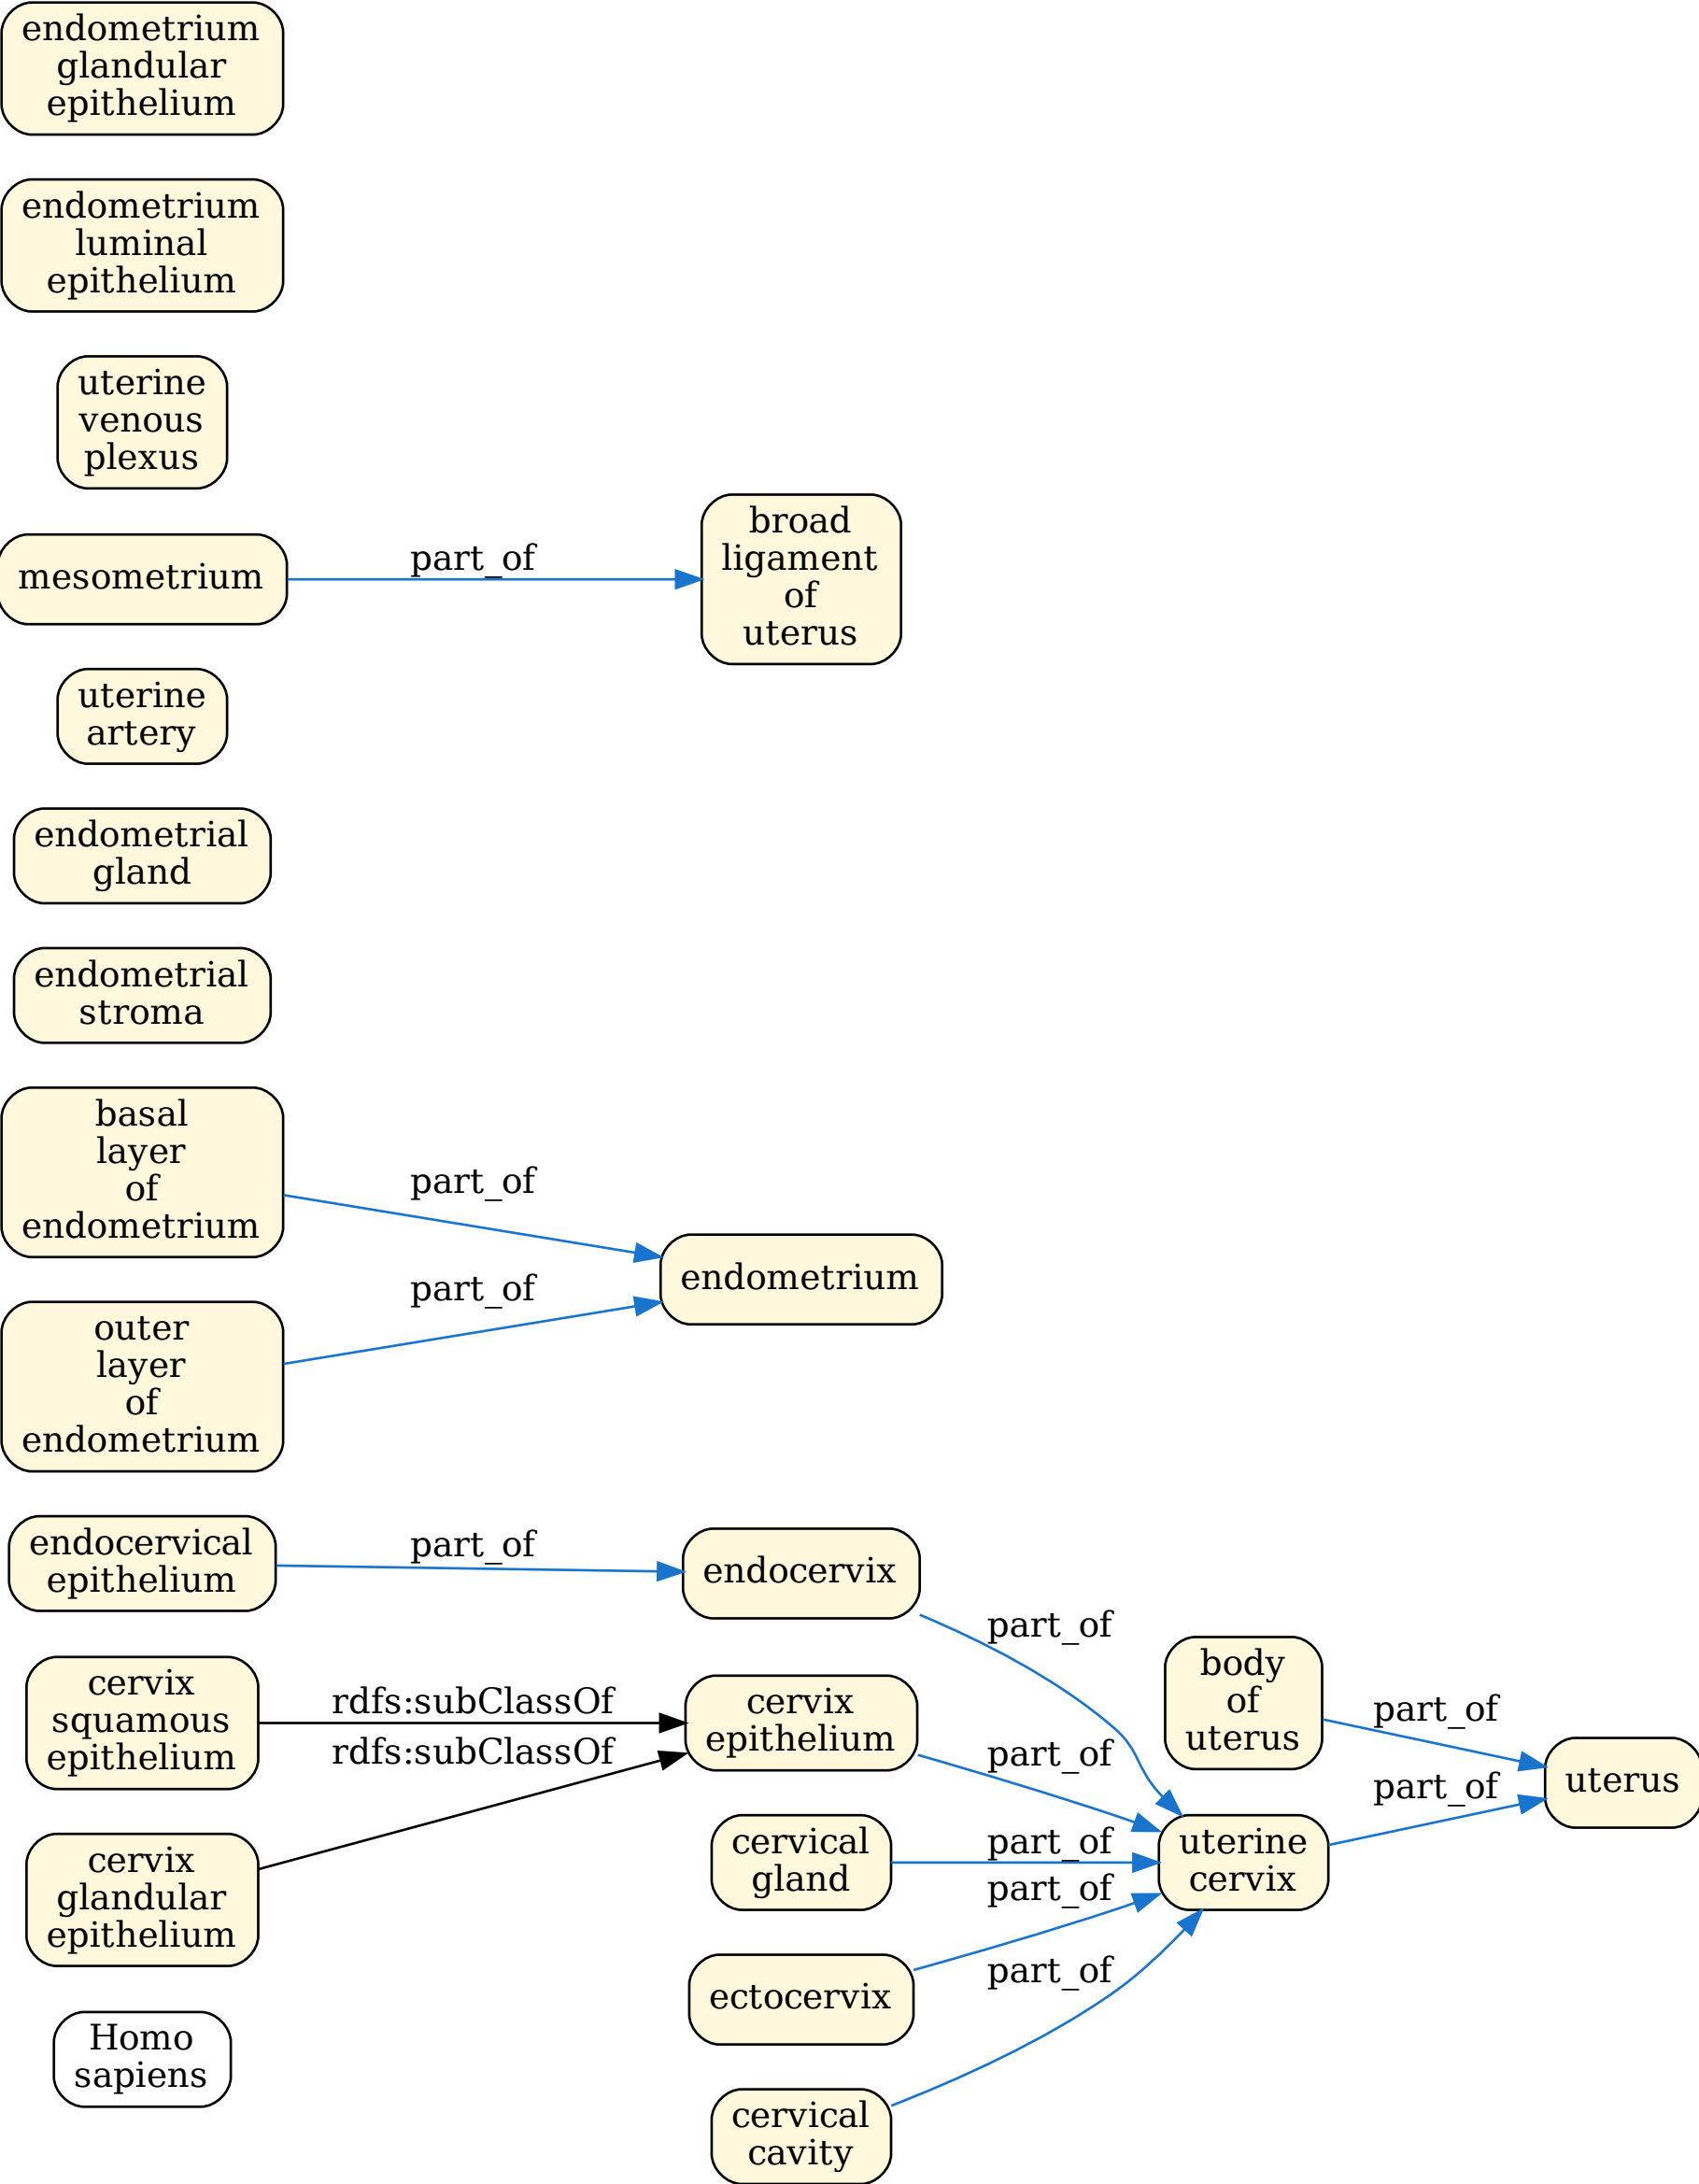 endometrium
glandular
epithelium
endometrium
luminal
epithelium
uterine
venous
plexus
mesometrium
part_of
broad
ligament
of
uterus
uterine
artery
endometrial
gland
endometrial
stroma
basal
layer
of
endometrium
part_of
outer
layer
of
endometrium
part_of
endometrium
endocervical
epithelium
part_of
endocervix
part_of
cervix
squamous
epithelium
rdfs:subClassOf
cervix
glandular
epithelium
rdfs:subClassOf
cervix
epithelium
part_of
cervical
gland
part_of
ectocervix
part_of
cervical
cavity
part_of
body
of
uterus
part_of
uterine
cervix
part_of
uterus
Homo
sapiens